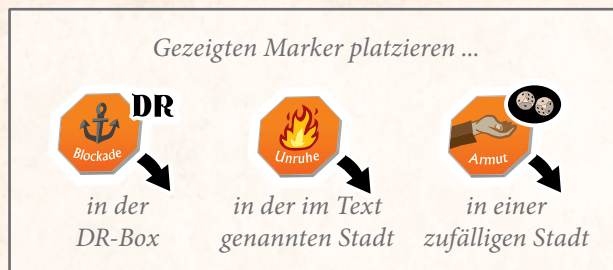 Gezeigten Marker platzieren ...
DR
Blockade
Unruhe
Armut
in der
DR-Box
in der im Text
genannten Stadt
in einer
zufälligen Stadt